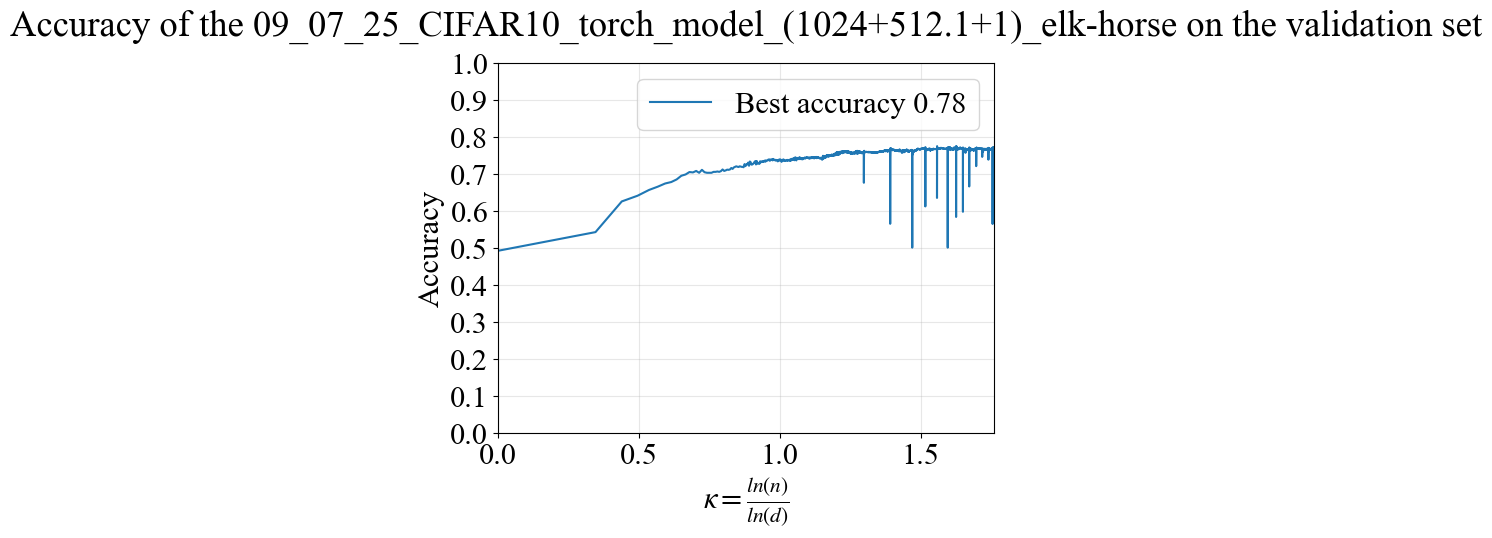 Accuracy of the 09_07_25_CIFAR10_torch_model_(1024+512.1+1)_elk-horse on the validation set
1.0
0.9
0.8
0.7
0.6
0.5
0.4
0.3
0.2
0.1
0.0
Accuracy
Best accuracy 0.78
0.0 0.5 1.0 1.5
κ = ln(n)/ln(d)